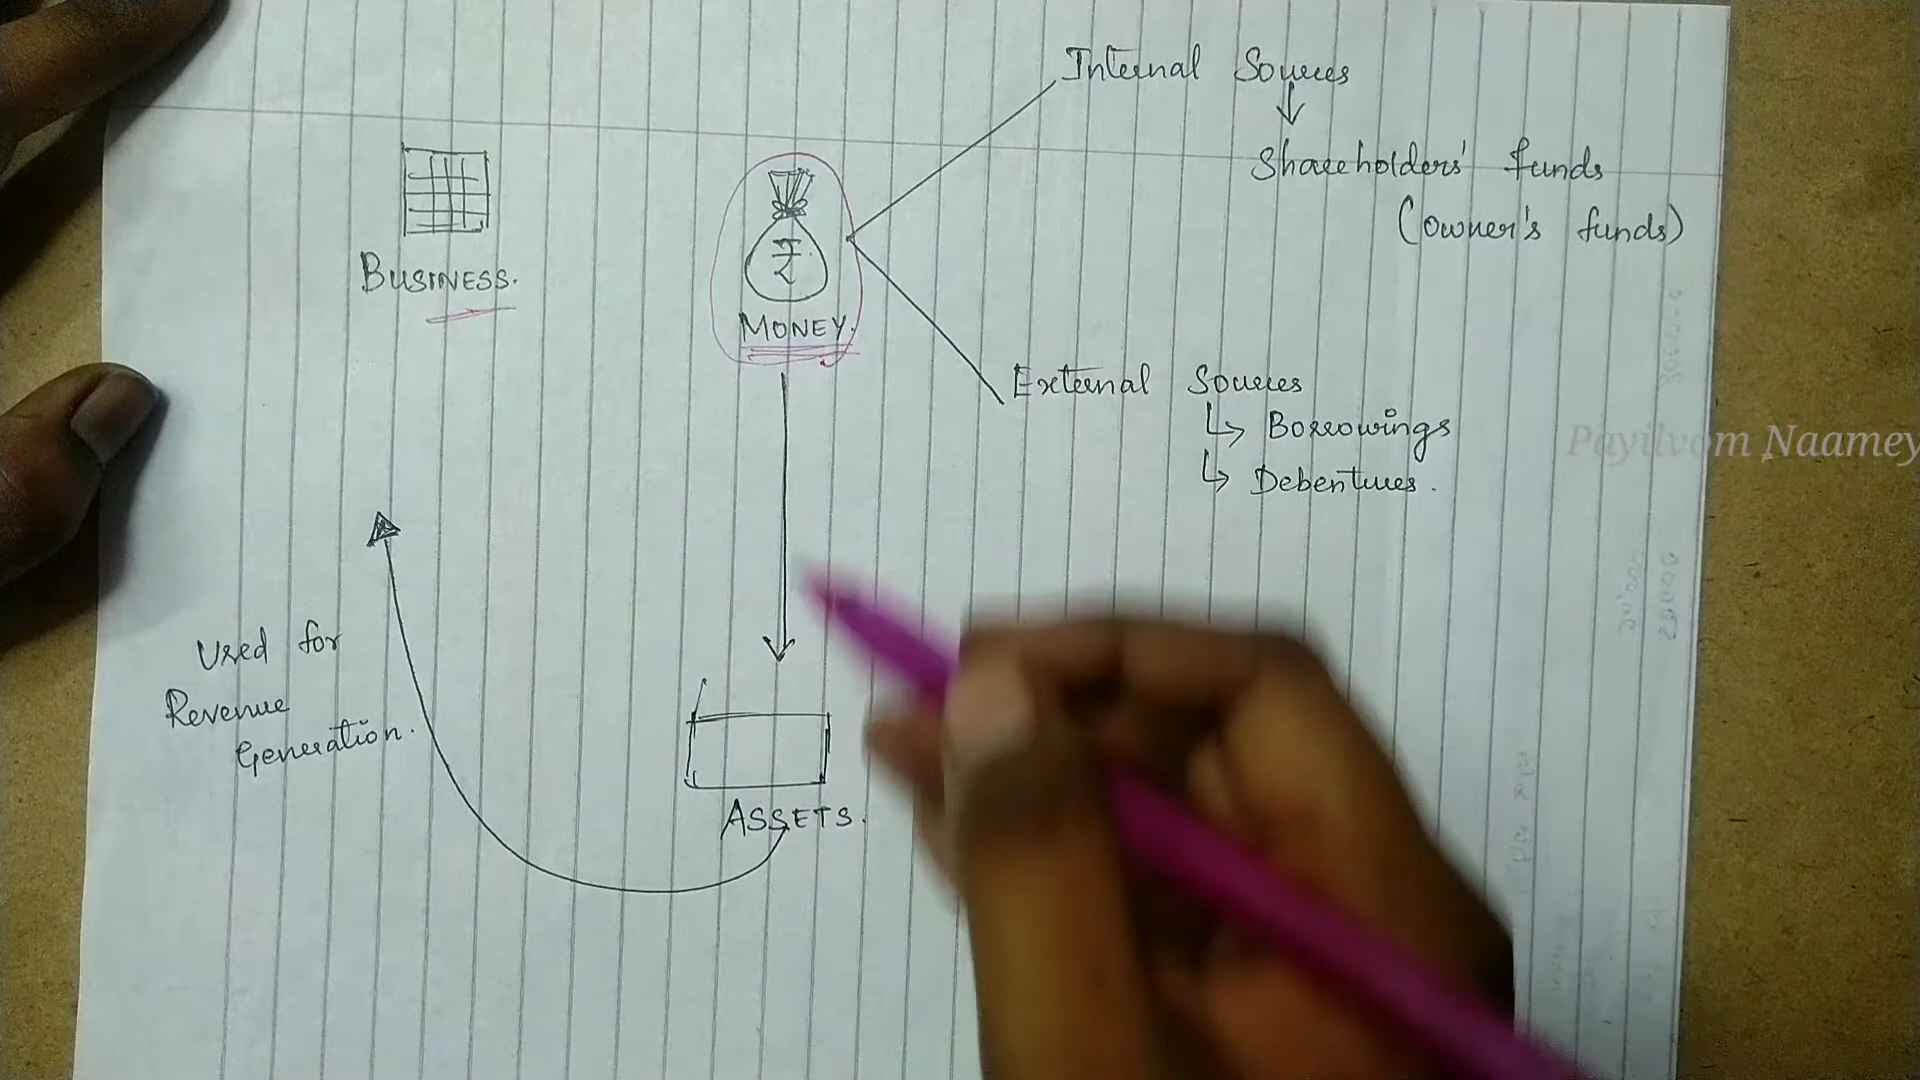 Internal Sources
Shareholders' funds
(Owner's funds)
BUSINESS.
₹
MONEY.
External Sources
Borrowings
Debentures.
Payilvom Naamey
Used for
Revenue
Generation.
ASSETS.